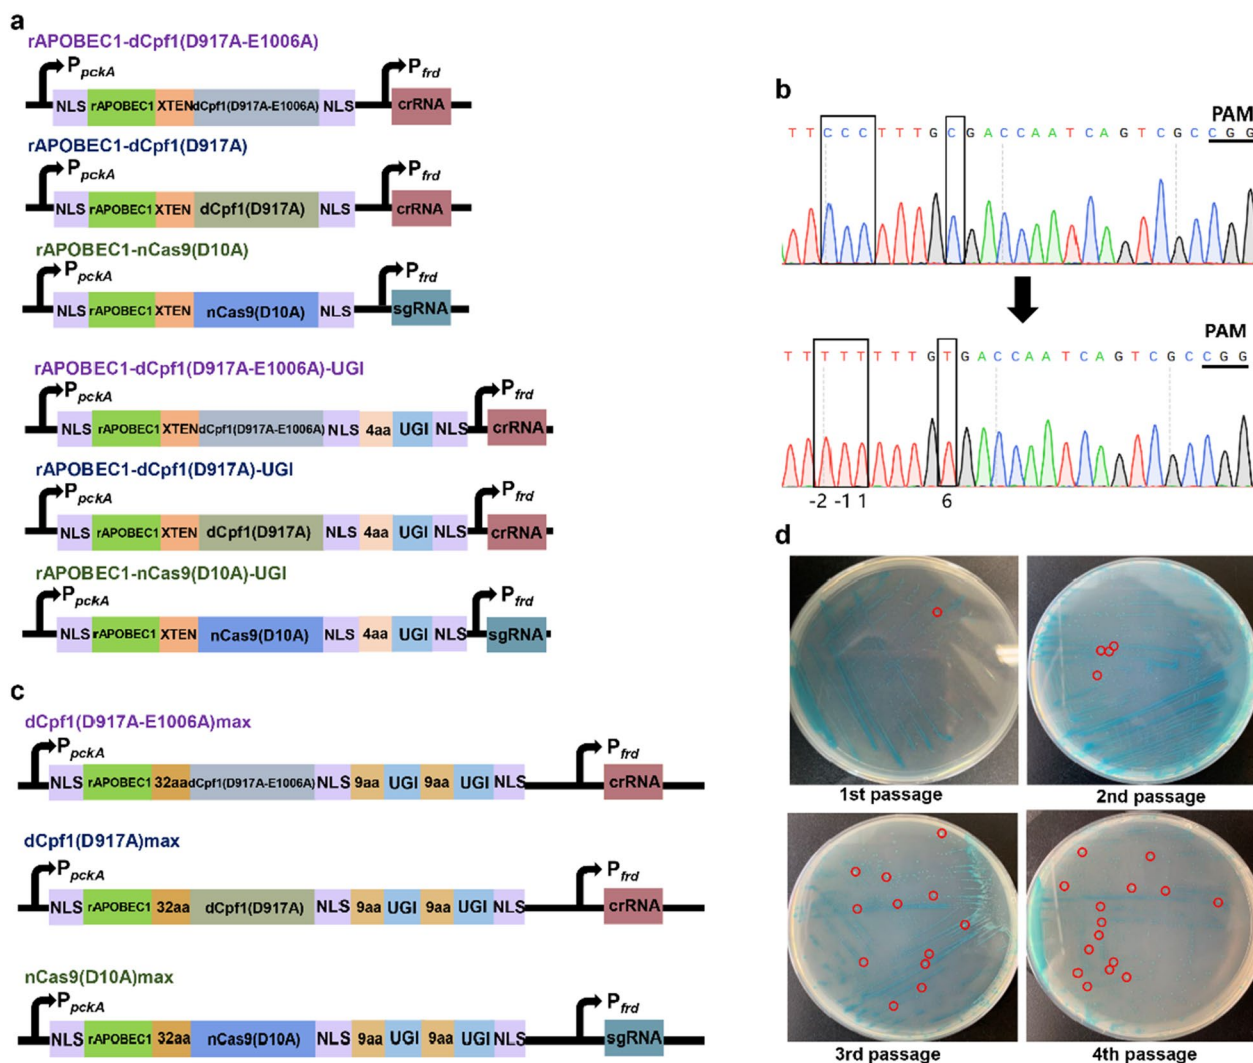 a
rAPOBEC1-dCpf1(D917A-E1006A)
PpckA Pfrd
NLS rAPOBEC1 XTEN dCpf1(D917A-E1006A) NLS crRNA
rAPOBEC1-dCpf1(D917A)
PpckA Pfrd
NLS rAPOBEC1 XTEN dCpf1(D917A) NLS crRNA
rAPOBEC1-nCas9(D10A)
PpckA Pfrd
NLS rAPOBEC1 XTEN nCas9(D10A) NLS sgRNA
rAPOBEC1-dCpf1(D917A-E1006A)-UGI
PpckA Pfrd
NLS rAPOBEC1 XTEN dCpf1(D917A-E1006A) NLS 4aa UGI NLS crRNA
rAPOBEC1-dCpf1(D917A)-UGI
PpckA Pfrd
NLS rAPOBEC1 XTEN dCpf1(D917A) NLS 4aa UGI NLS crRNA
rAPOBEC1-nCas9(D10A)-UGI
PpckA Pfrd
NLS rAPOBEC1 XTEN nCas9(D10A) NLS 4aa UGI NLS sgRNA
b
PAM
T T C C C T T T G C G A C C A A T C A G T C G C C G G
PAM
T T T T T T T T G T G A C C A A T C A G T C G C C G G
-2 -1 1 6
c
dCpf1(D917A-E1006A)max
PpckA Pfrd
NLS rAPOBEC1 32aa dCpf1(D917A-E1006A) NLS 9aa UGI 9aa UGI NLS crRNA
dCpf1(D917A)max
PpckA Pfrd
NLS rAPOBEC1 32aa dCpf1(D917A) NLS 9aa UGI 9aa UGI NLS crRNA
nCas9(D10A)max
PpckA Pfrd
NLS rAPOBEC1 32aa nCas9(D10A) NLS 9aa UGI 9aa UGI NLS sgRNA
d
1st passage
2nd passage
3rd passage
4th passage